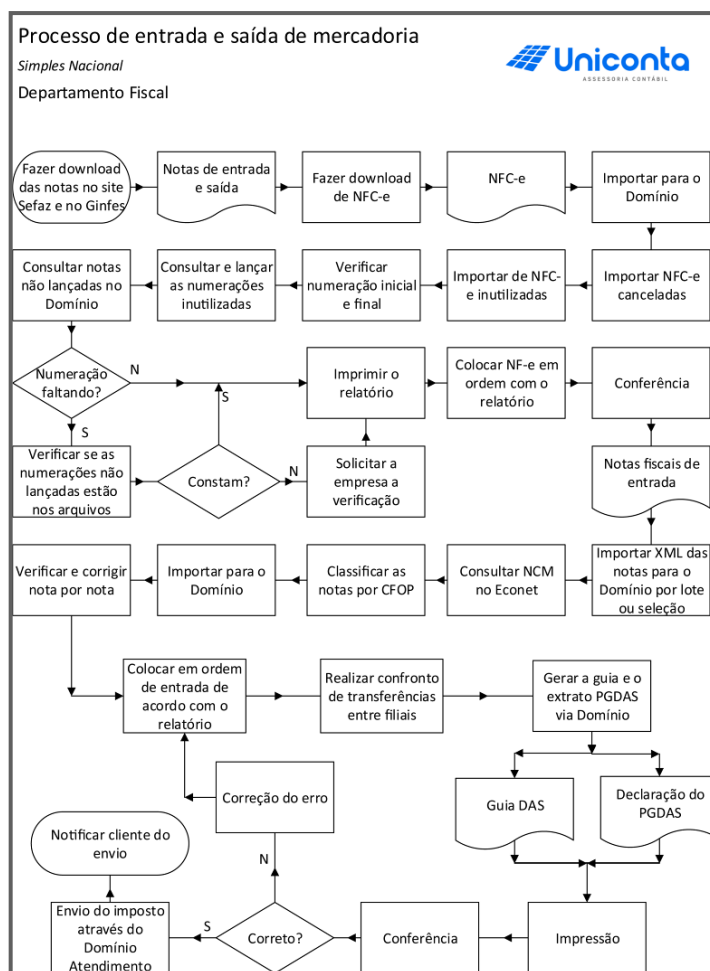 Processo de entrada e saída de mercadoria
Simples Nacional
Departamento Fiscal
Uniconta
ASSESSORIA CONTÁBIL
Fazer download
das notas no site
Sefaz e no Ginfes
Notas de entrada
e saída
Fazer download
de NFC-e
NFC-e
Importar para o
Domínio
Consultar notas
não lançadas no
Domínio
Consultar e lançar
as numerações
inutilizadas
Verificar
numeração inicial
e final
Importar de NFC-
e inutilizadas
Importar NFC-e
canceladas
Numeração
faltando?
N
S
Imprimir o
relatório
Colocar NF-e em
ordem com o
relatório
Conferência
Verificar se as
numerações não
lançadas estão
nos arquivos
Constam?
S
N
Solicitar a
empresa a
verificação
Notas fiscais de
entrada
Verificar e corrigir
nota por nota
Importar para o
Domínio
Classificar as
notas por CFOP
Consultar NCM
no Econet
Importar XML das
notas para o
Domínio por lote
ou seleção
Colocar em ordem
de entrada de
acordo com o
relatório
Realizar confronto
de transferências
entre filiais
Gerar a guia e o
extrato PGDAS
via Domínio
Correção do erro
Guia DAS
Declaração do
PGDAS
Notificar cliente do
envio
N
Envio do imposto
através do
Domínio
Atendimento
S
Correto?
Conferência
Impressão